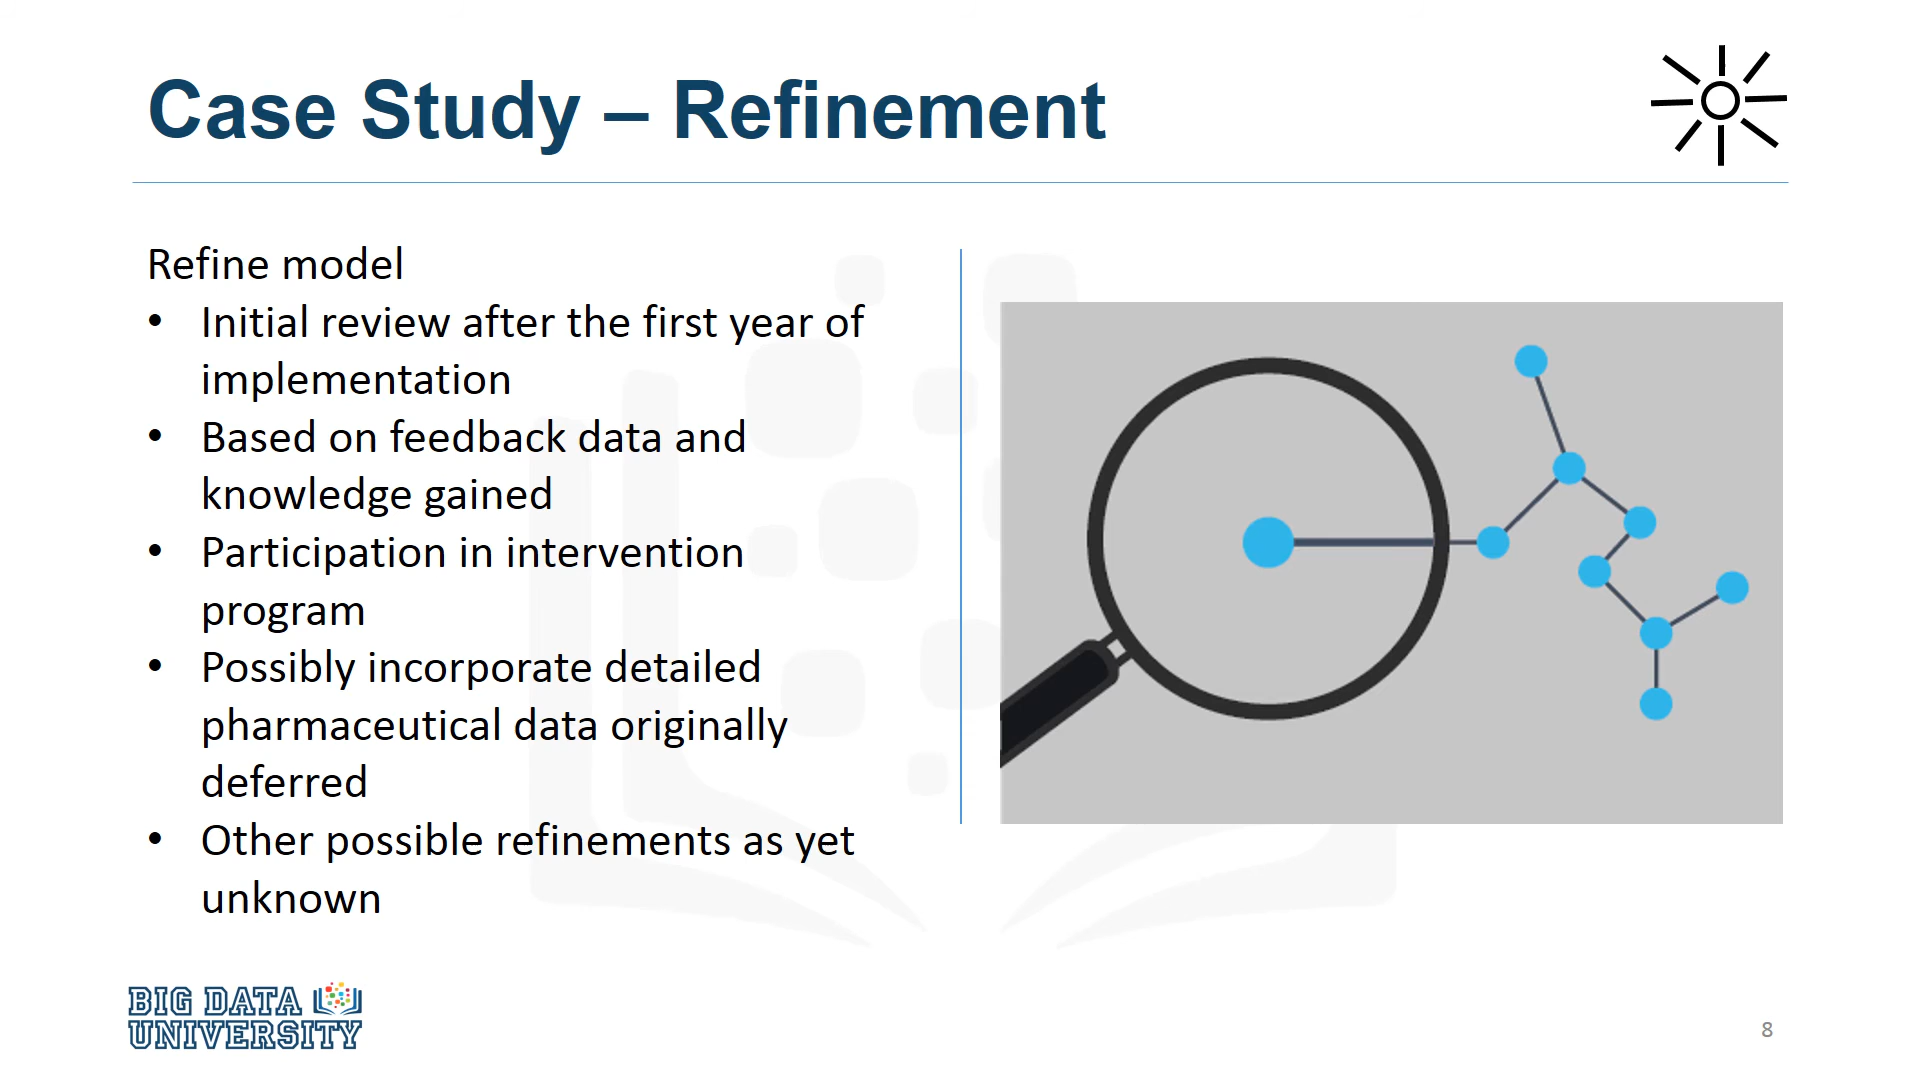 Case Study – Refinement
Refine model
• Initial review after the first year of
implementation
• Based on feedback data and
knowledge gained
• Participation in intervention
program
• Possibly incorporate detailed
pharmaceutical data originally
deferred
• Other possible refinements as yet
unknown
BIG DATA
UNIVERSITY
8